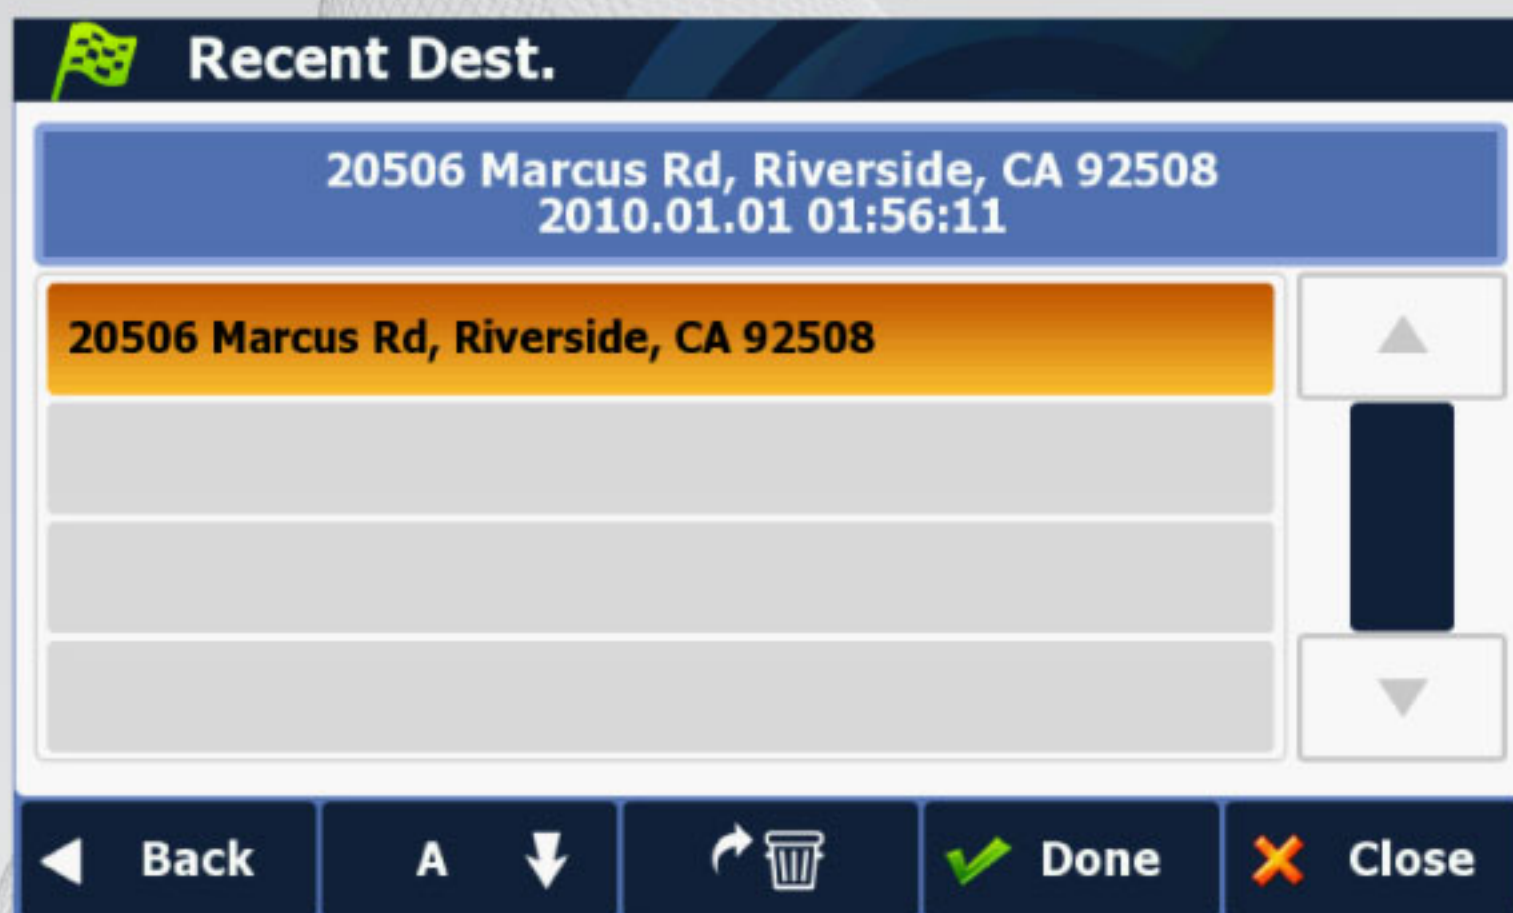 Recent Dest.
20506 Marcus Rd, Riverside, CA 92508
2010.01.01 01:56:11
20506 Marcus Rd, Riverside, CA 92508
Back
A
Done
Close